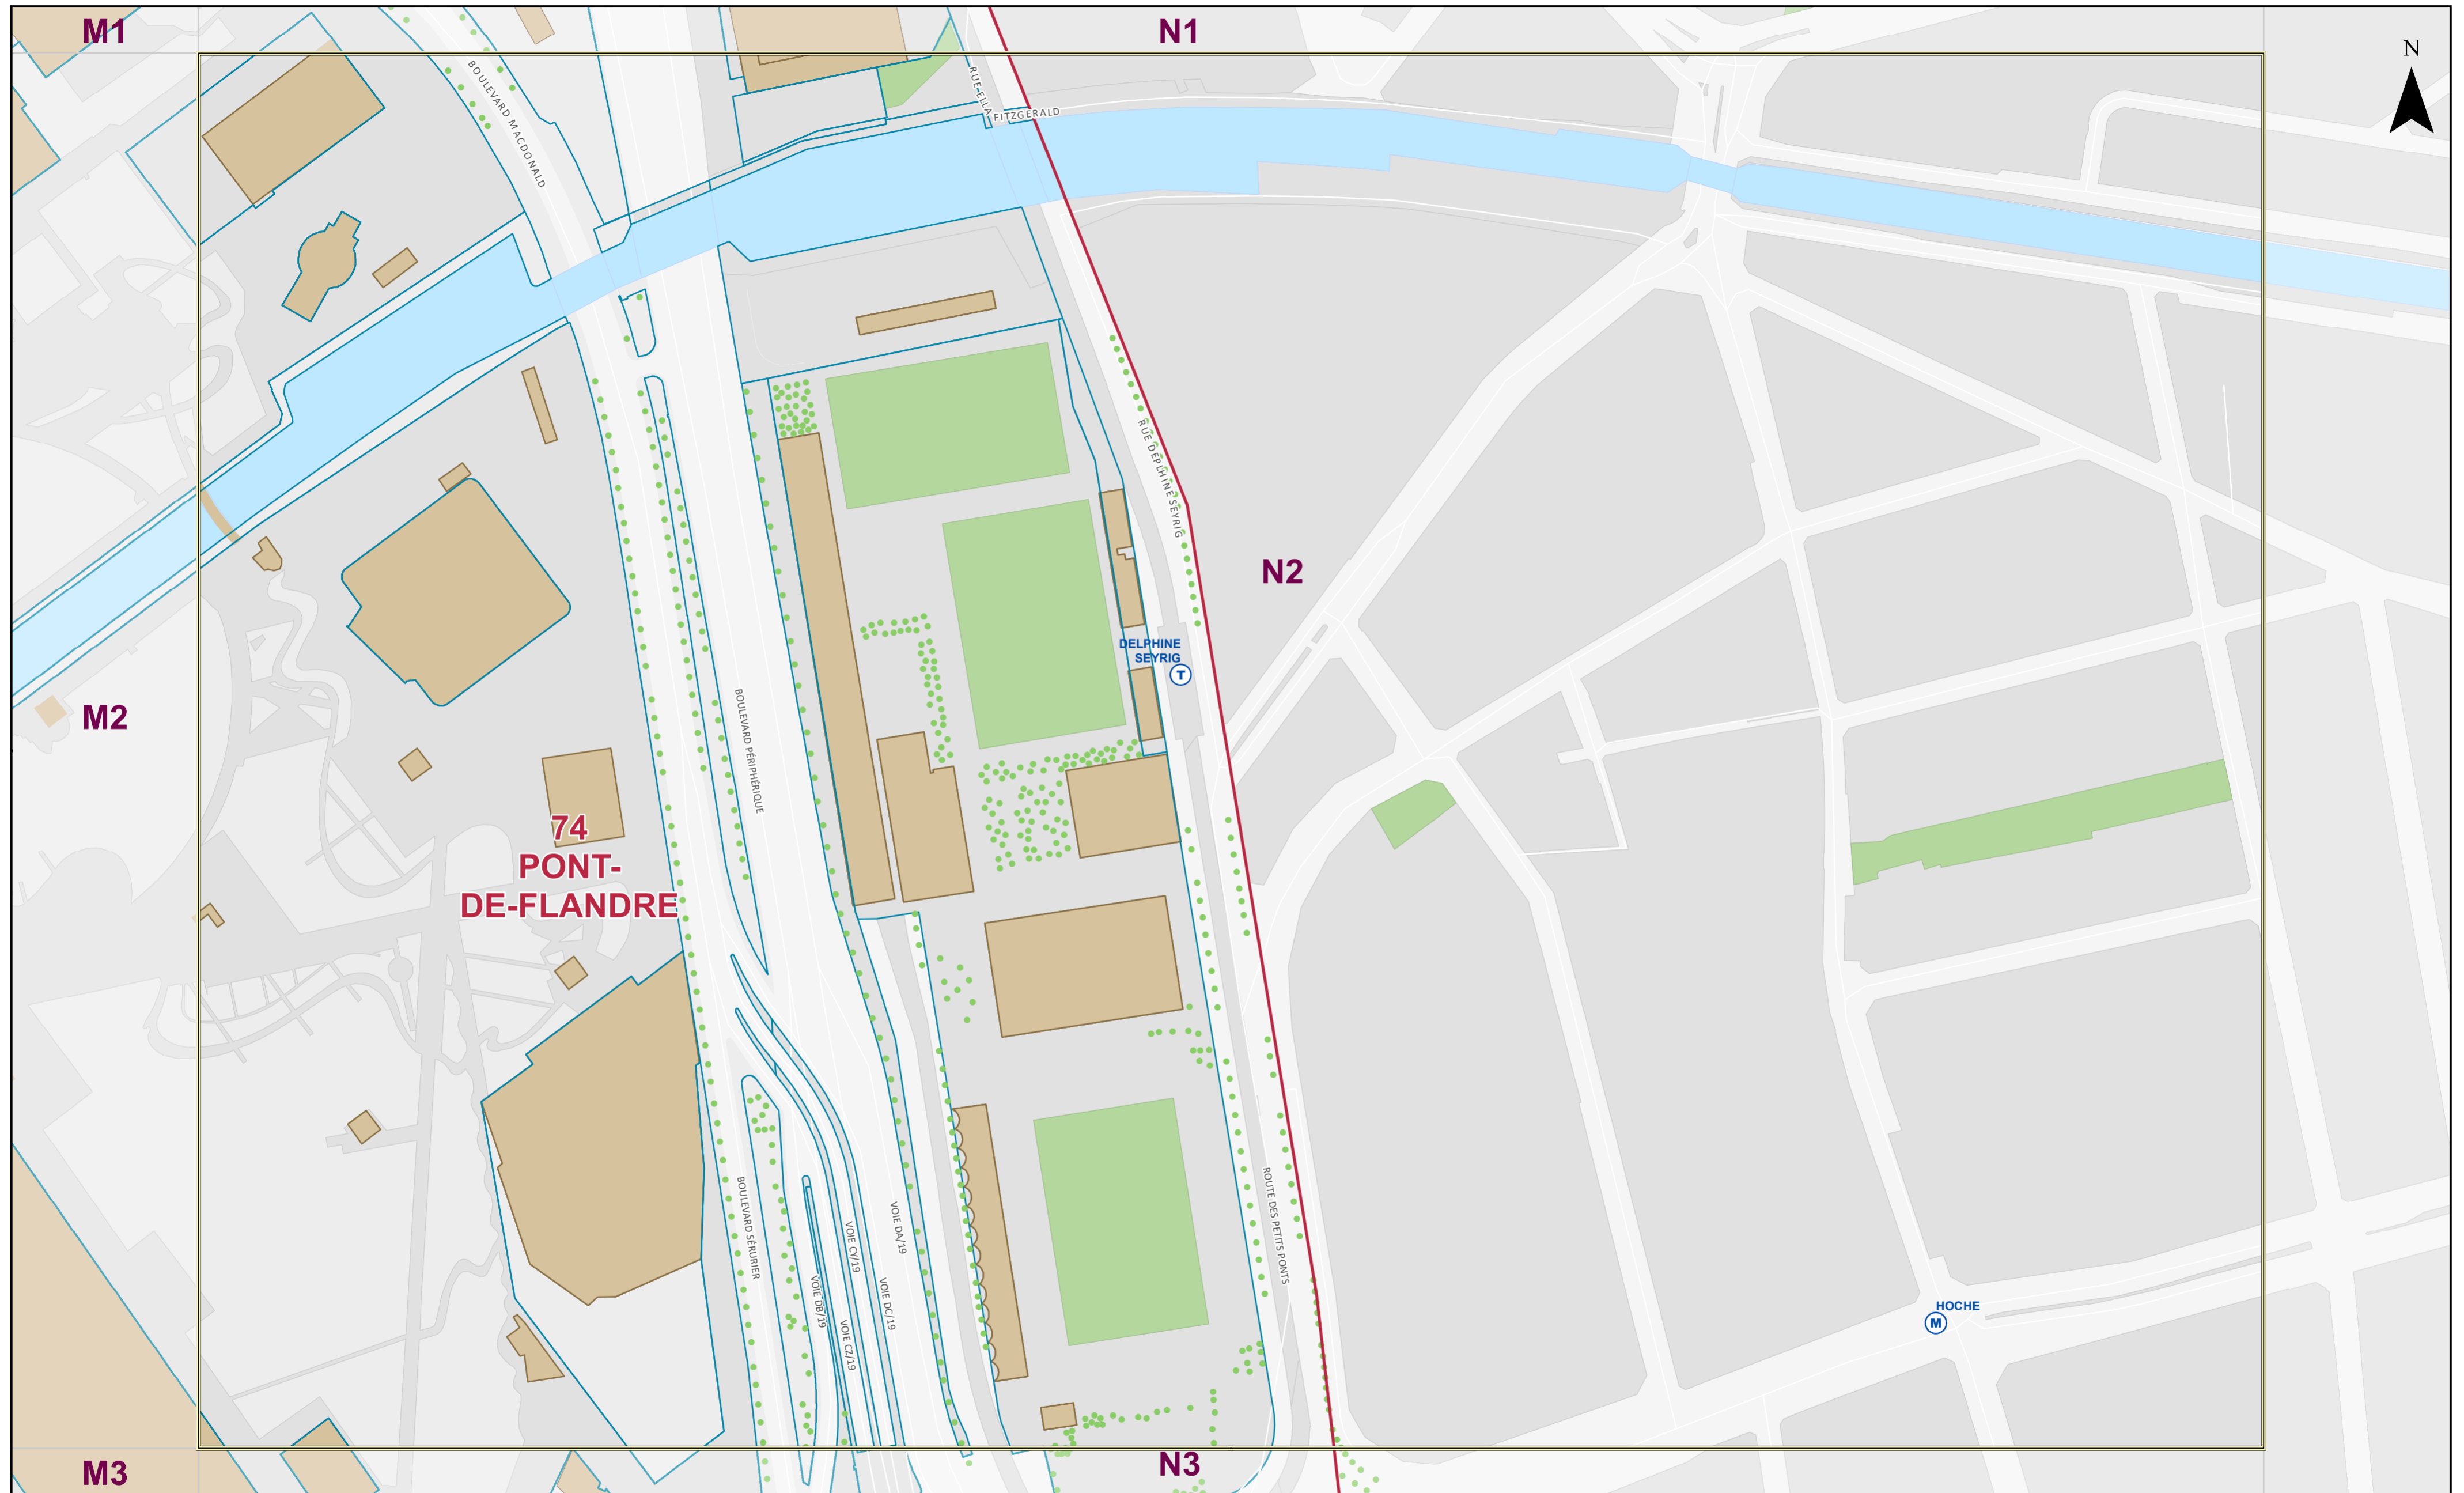 M1
N1
N
BOULEVARD MACDONALD
RUE ELLA
FITZGERALD
RUE DEPLHINE SEYRIG
N2
DELPHINE
SEYRIG
T
M2
BOULEVARD PÉRIPHÉRIQUE
74
PONT-
DE-FLANDRE
BOULEVARD SÉRURIER
VOIE DA/19
VOIE CY/19
VOIE DB/19
VOIE DC/19
VOIE CZ/19
ROUTE DES PETITS PONTS
HOCHE
M
M3
N3